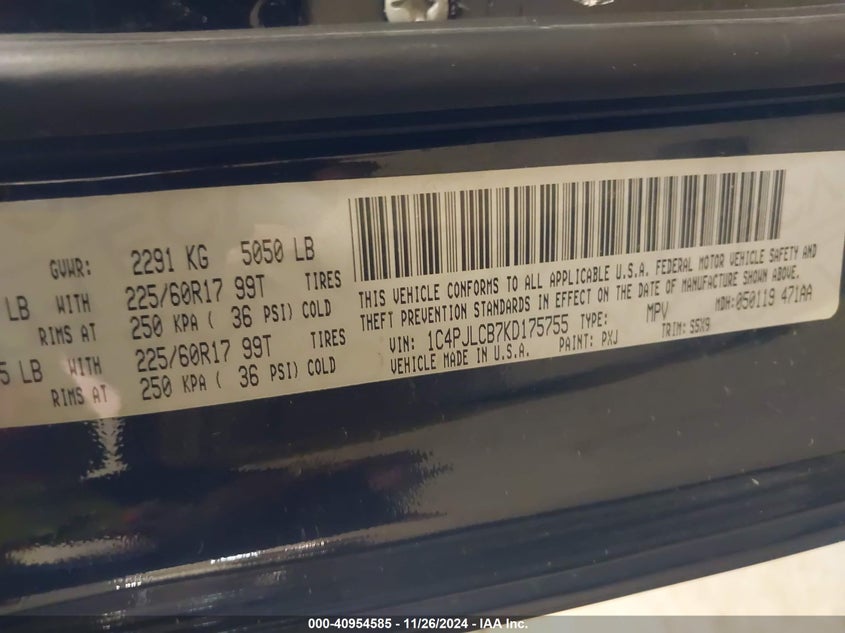 GVWR: 2291 KG 5050 LB
LB WITH 225/60R17 99T TIRES
RIMS AT 250 KPA ( 36 PSI) COLD
5 LB WITH 225/60R17 99T TIRES
RIMS AT 250 KPA ( 36 PSI) COLD
THIS VEHICLE CONFORMS TO ALL APPLICABLE U.S.A. FEDERAL MOTOR VEHICLE SAFETY AND
THEFT PREVENTION STANDARDS IN EFFECT ON THE DATE OF MANUFACTURE SHOWN ABOVE.
VIN: 1C4PJLCB7KD175755 TYPE: MPV MDH: 050119 471AA
VEHICLE MADE IN U.S.A. PAINT: PXJ TRIM: S5X9
000-40954585 - 11/26/2024 - IAA Inc.